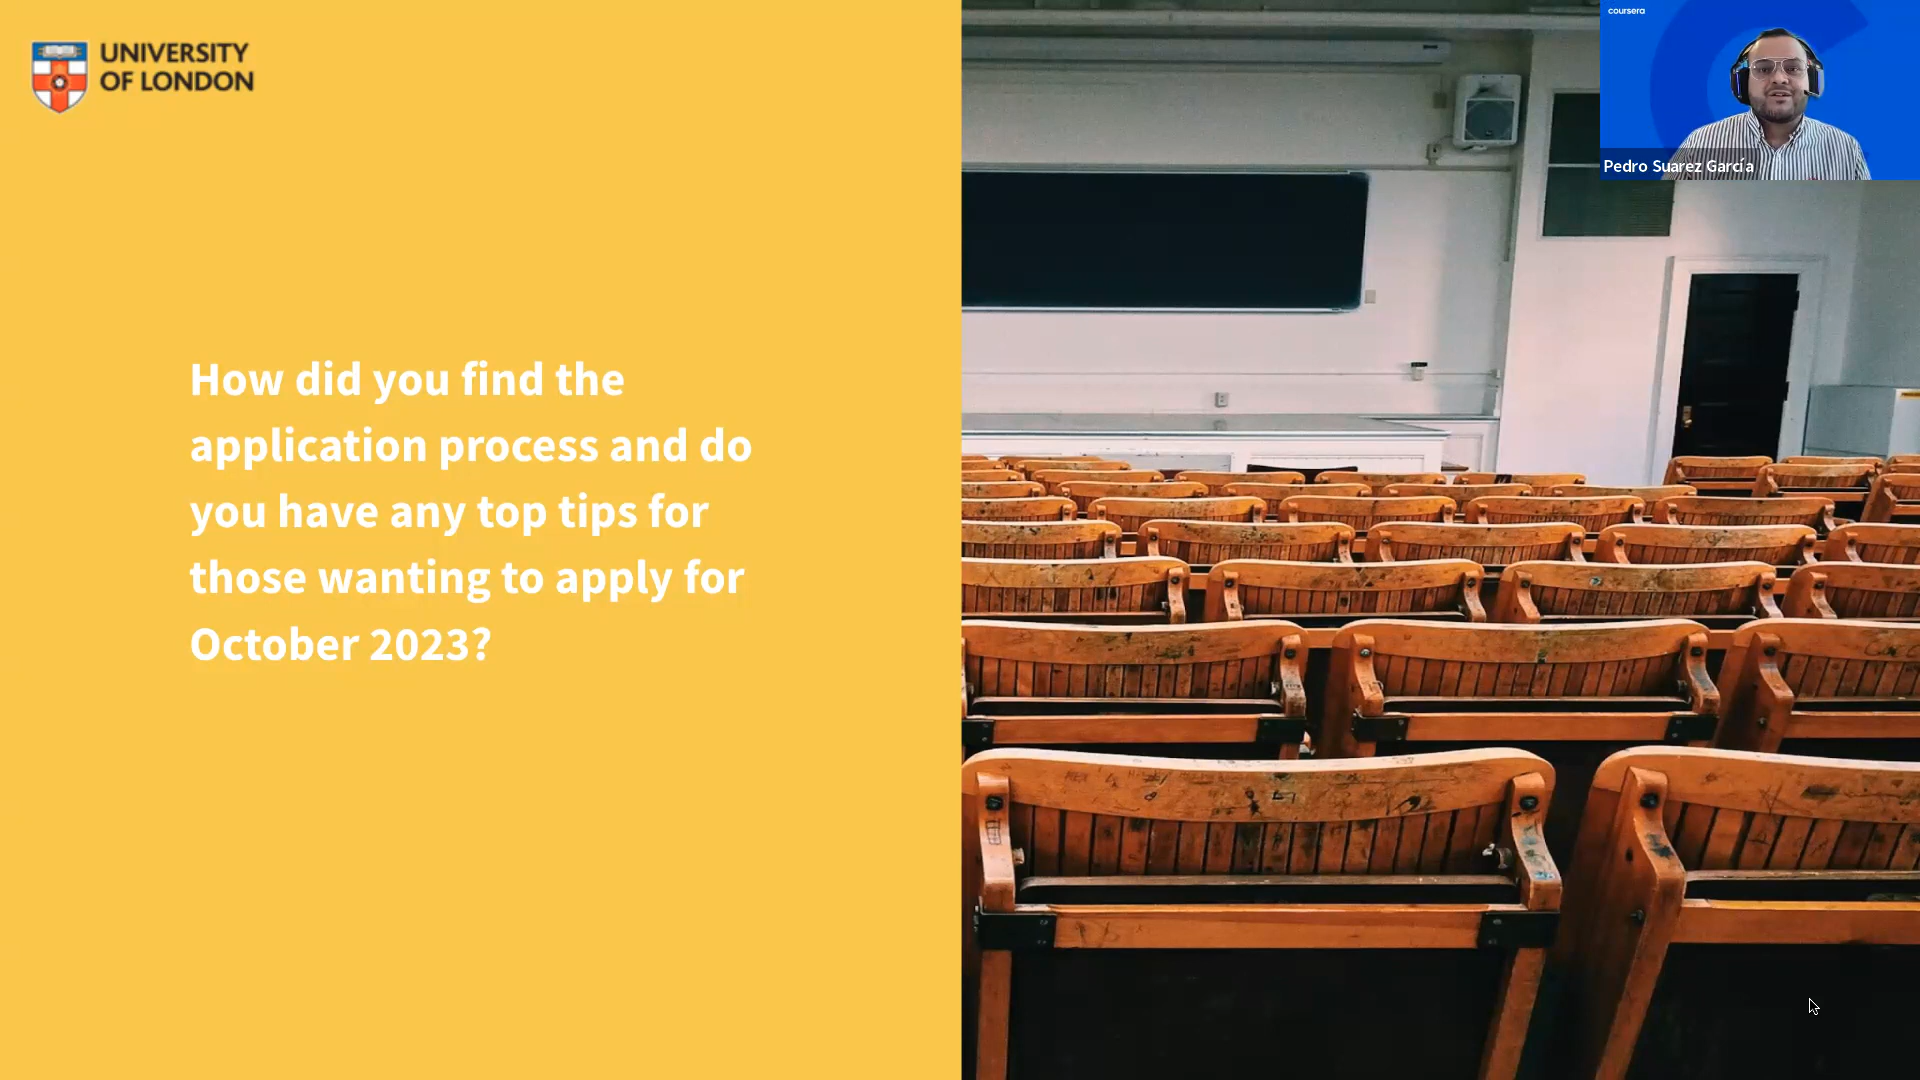 UNIVERSITY
OF LONDON
coursera
Pedro Suarez García
How did you find the
application process and do
you have any top tips for
those wanting to apply for
October 2023?